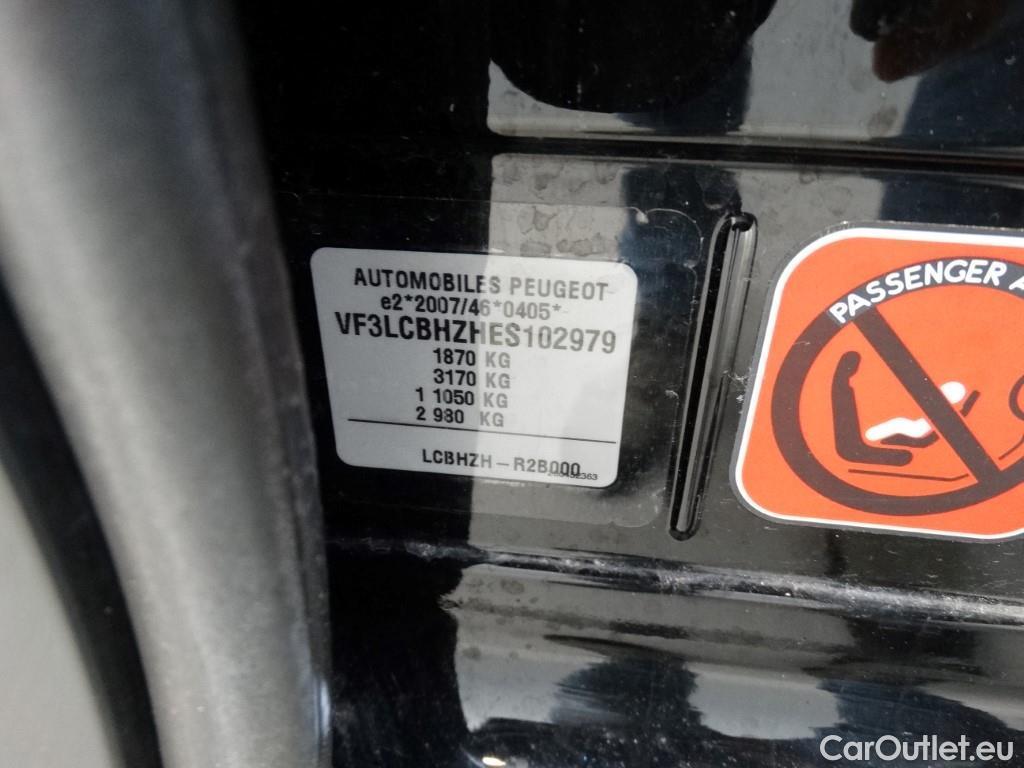 AUTOMOBILES PEUGEOT
e2*2007/46*0405*
VF3LCBHZHES102979
1870 KG
3170 KG
1 1050 KG
2 980 KG
LCBHZH - R2B000
PASSENGER A
CarOutlet.eu